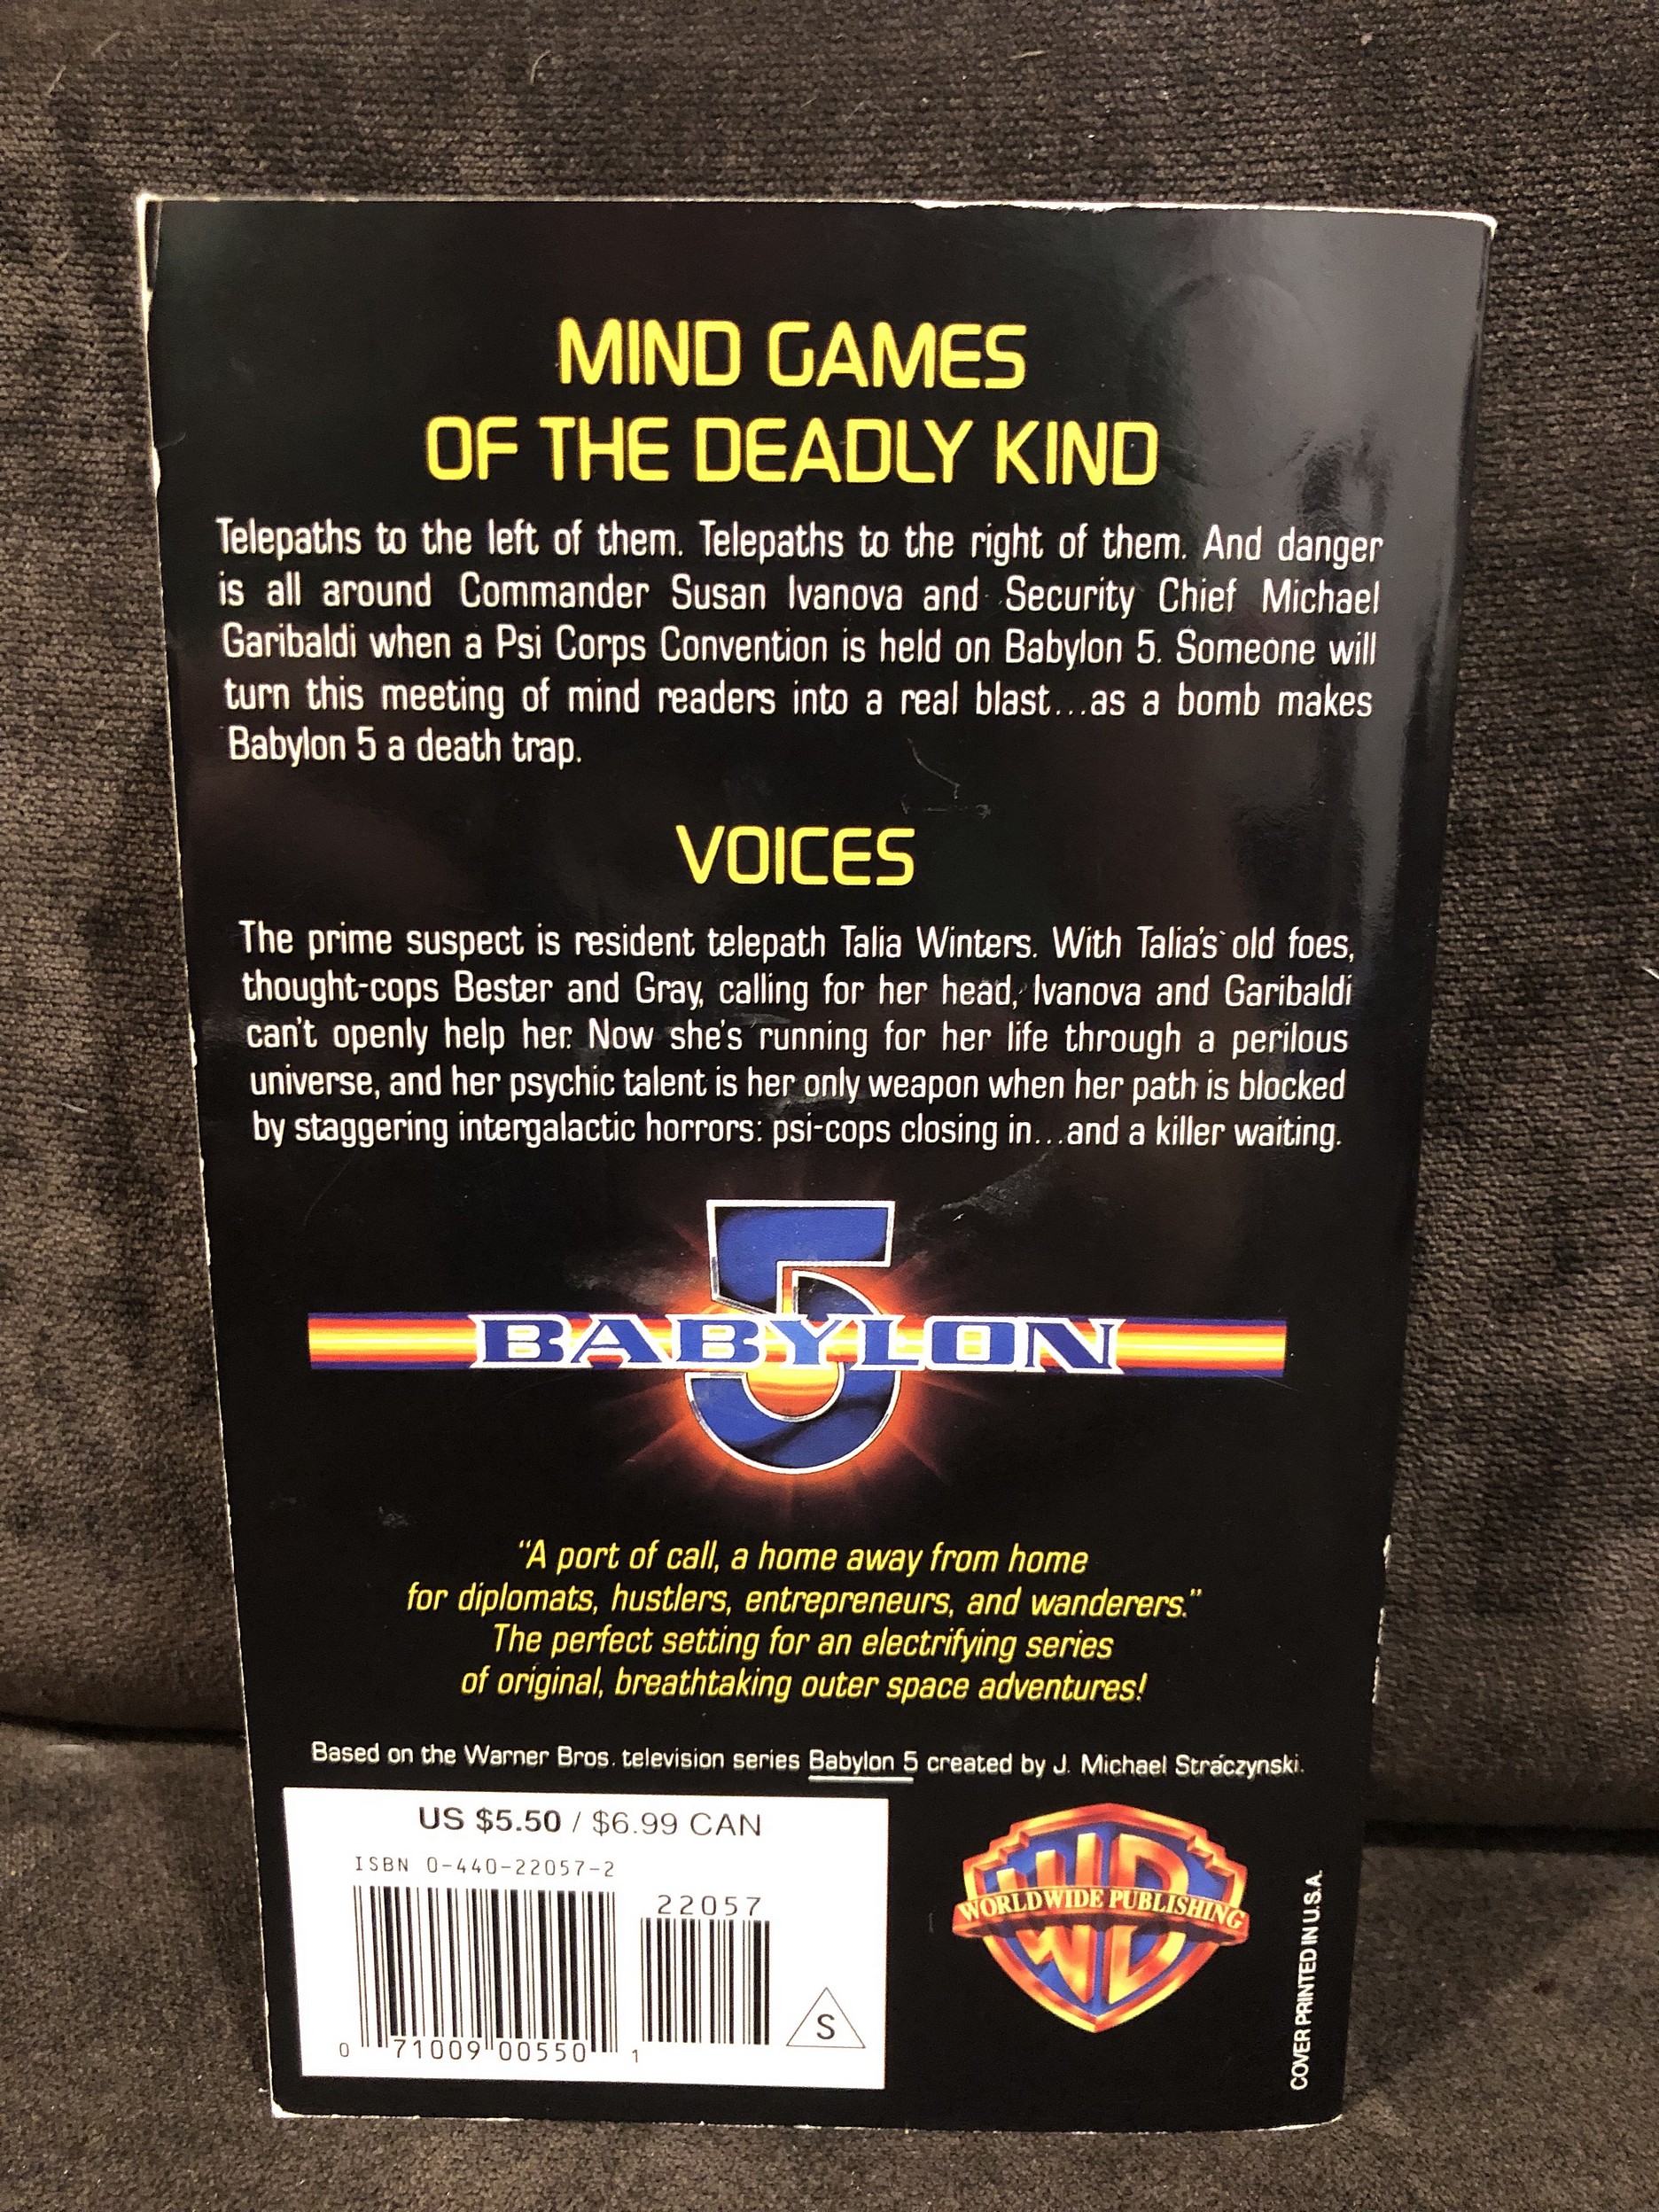 MIND GAMES
OF THE DEADLY KIND
Telepaths to the left of them. Telepaths to the right of them. And danger
is all around Commander Susan Ivanova and Security Chief Michael
Garibaldi when a Psi Corps Convention is held on Babylon 5. Someone will
turn this meeting of mind readers into a real blast...as a bomb makes
Babylon 5 a death trap.
VOICES
The prime suspect is resident telepath Talia Winters. With Talia's old foes,
thought-cops Bester and Gray, calling for her head, Ivanova and Garibaldi
can't openly help her. Now she's running for her life through a perilous
universe, and her psychic talent is her only weapon when her path is blocked
by staggering intergalactic horrors: psi-cops closing in...and a killer waiting.
BABYLON
5
"A port of call, a home away from home
for diplomats, hustlers, entrepreneurs, and wanderers."
The perfect setting for an electrifying series
of original, breathtaking outer space adventures!
Based on the Warner Bros. television series Babylon 5 created by J. Michael Straczynski.
US $5.50 / $6.99 CAN
ISBN 0-440-22057-2
22057
0 71009 00550 1
S
WB
WORLDWIDE PUBLISHING
COVER PRINTED IN U.S.A.